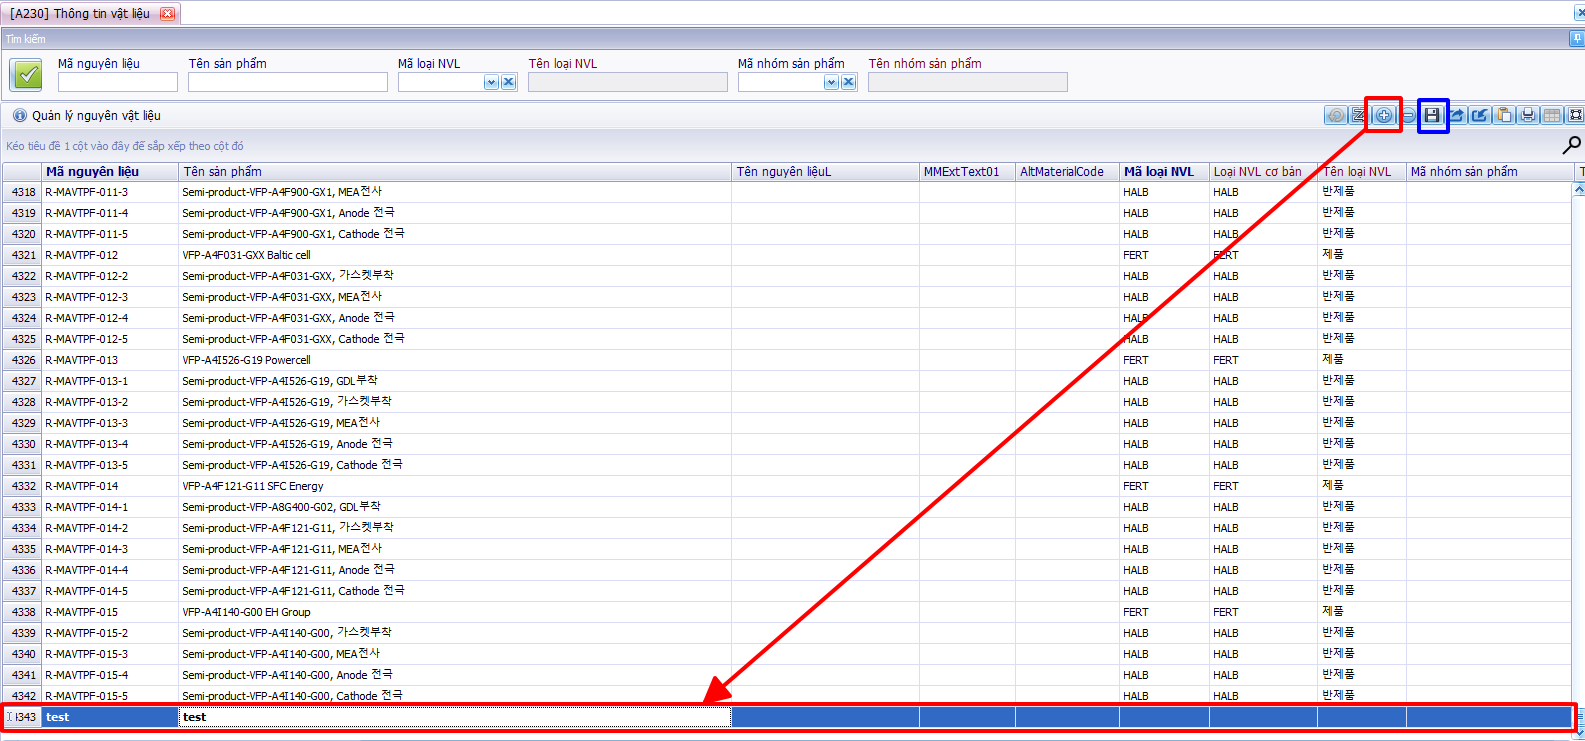 [A230] Thông tin vật liệu
Tìm kiếm
Mã nguyên liệu Tên sản phẩm Mã loại NVL Tên loại NVL Mã nhóm sản phẩm Tên nhóm sản phẩm
Quản lý nguyên vật liệu
Kéo tiêu đề 1 cột vào đây để sắp xếp theo cột đó
Mã nguyên liệu Tên sản phẩm Tên nguyên liệuL MMExtText01 AltMaterialCode Mã loại NVL Loại NVL cơ bản Tên loại NVL Mã nhóm sản phẩm T
4318 R-MAVTPF-011-3 Semi-product-VFP-A4F900-GX1, MEA전사 HALB HALB 반제품
4319 R-MAVTPF-011-4 Semi-product-VFP-A4F900-GX1, Anode 전극 HALB HALB 반제품
4320 R-MAVTPF-011-5 Semi-product-VFP-A4F900-GX1, Cathode 전극 HALB HALB 반제품
4321 R-MAVTPF-012 VFP-A4F031-GXX Baltic cell FERT FERT 제품
4322 R-MAVTPF-012-2 Semi-product-VFP-A4F031-GXX, 가스켓부착 HALB HALB 반제품
4323 R-MAVTPF-012-3 Semi-product-VFP-A4F031-GXX, MEA전사 HALB HALB 반제품
4324 R-MAVTPF-012-4 Semi-product-VFP-A4F031-GXX, Anode 전극 HALB HALB 반제품
4325 R-MAVTPF-012-5 Semi-product-VFP-A4F031-GXX, Cathode 전극 HALB HALB 반제품
4326 R-MAVTPF-013 VFP-A4I526-G19 Powercell FERT FERT 제품
4327 R-MAVTPF-013-1 Semi-product-VFP-A4I526-G19, GDL부착 HALB HALB 반제품
4328 R-MAVTPF-013-2 Semi-product-VFP-A4I526-G19, 가스켓부착 HALB HALB 반제품
4329 R-MAVTPF-013-3 Semi-product-VFP-A4I526-G19, MEA전사 HALB HALB 반제품
4330 R-MAVTPF-013-4 Semi-product-VFP-A4I526-G19, Anode 전극 HALB HALB 반제품
4331 R-MAVTPF-013-5 Semi-product-VFP-A4I526-G19, Cathode 전극 HALB HALB 반제품
4332 R-MAVTPF-014 VFP-A4F121-G11 SFC Energy FERT FERT 제품
4333 R-MAVTPF-014-1 Semi-product-VFP-A8G400-G02, GDL부착 HALB HALB 반제품
4334 R-MAVTPF-014-2 Semi-product-VFP-A4F121-G11, 가스켓부착 HALB HALB 반제품
4335 R-MAVTPF-014-3 Semi-product-VFP-A4F121-G11, MEA전사 HALB HALB 반제품
4336 R-MAVTPF-014-4 Semi-product-VFP-A4F121-G11, Anode 전극 HALB HALB 반제품
4337 R-MAVTPF-014-5 Semi-product-VFP-A4F121-G11, Cathode 전극 HALB HALB 반제품
4338 R-MAVTPF-015 VFP-A4I140-G00 EH Group FERT FERT 제품
4339 R-MAVTPF-015-2 Semi-product-VFP-A4I140-G00, 가스켓부착 HALB HALB 반제품
4340 R-MAVTPF-015-3 Semi-product-VFP-A4I140-G00, MEA전사 HALB HALB 반제품
4341 R-MAVTPF-015-4 Semi-product-VFP-A4I140-G00, Anode 전극 HALB HALB 반제품
4342 R-MAVTPF-015-5 Semi-product-VFP-A4I140-G00, Cathode 전극 HALB HALB 반제품
4343 test test